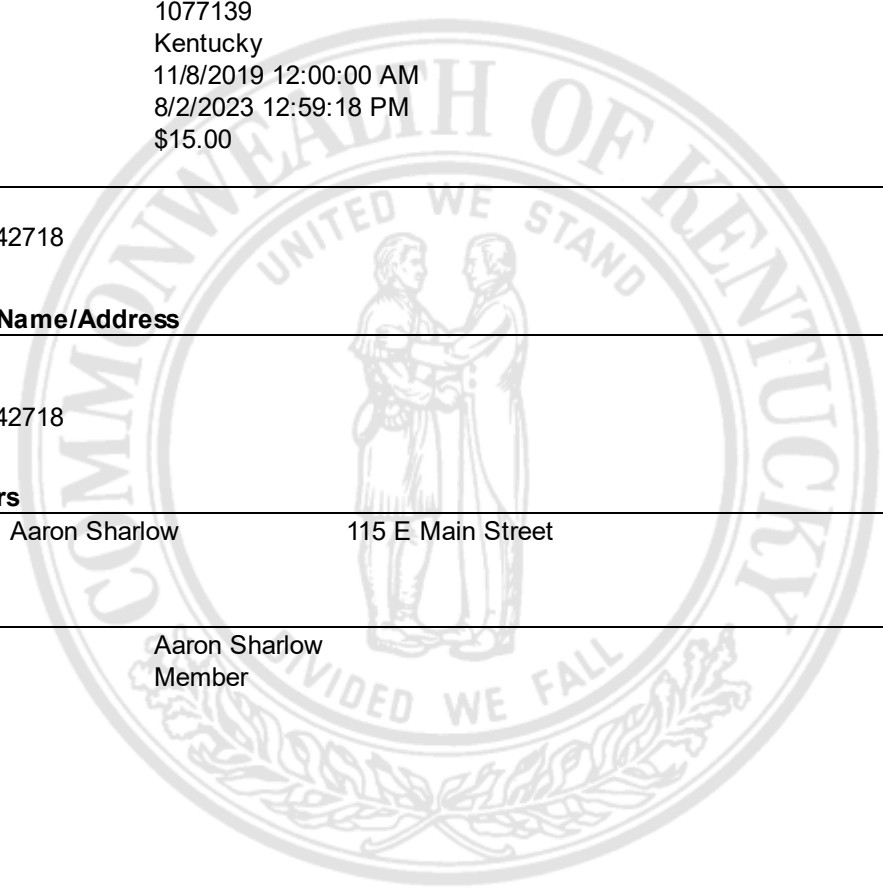 1077139
Kentucky
11/8/2019 12:00:00 AM
8/2/2023 12:59:18 PM
$15.00
42718
Name/Address
42718
rs
Aaron Sharlow 115 E Main Street
Aaron Sharlow
Member
COMMONWEALTH OF KENTUCKY
UNITED WE STAND
DIVIDED WE FALL